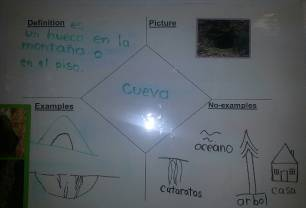 Definition es
un hueco en la
montaña o
en el piso.
Picture
Cueva
Examples
No-examples
oceano
cataratas
arbol
casa